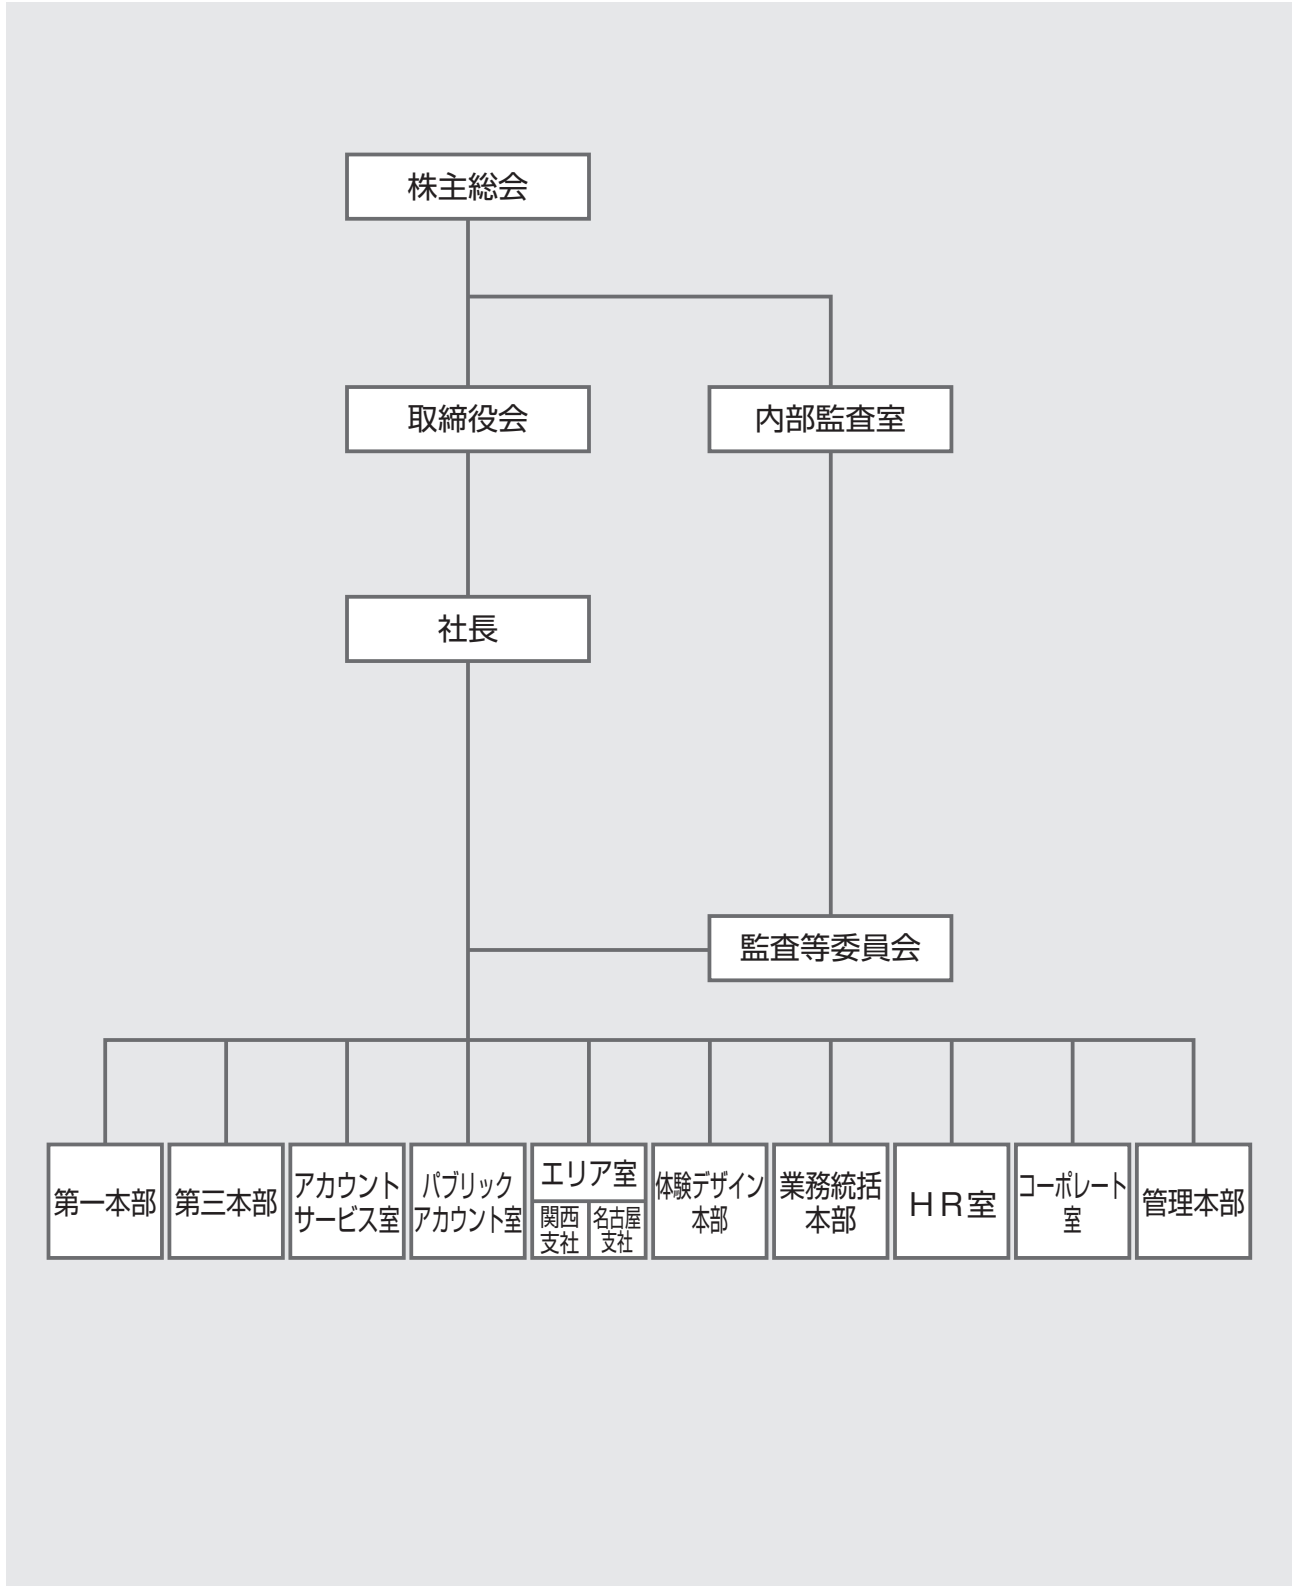 株主総会
取締役会
内部監査室
社長
監査等委員会
第一本部
第三本部
アカウント
サービス室
パブリック
アカウント室
エリア室
関西
支社
名古屋
支社
体験デザイン
本部
業務統括
本部
ＨＲ室
コーポレート
室
管理本部